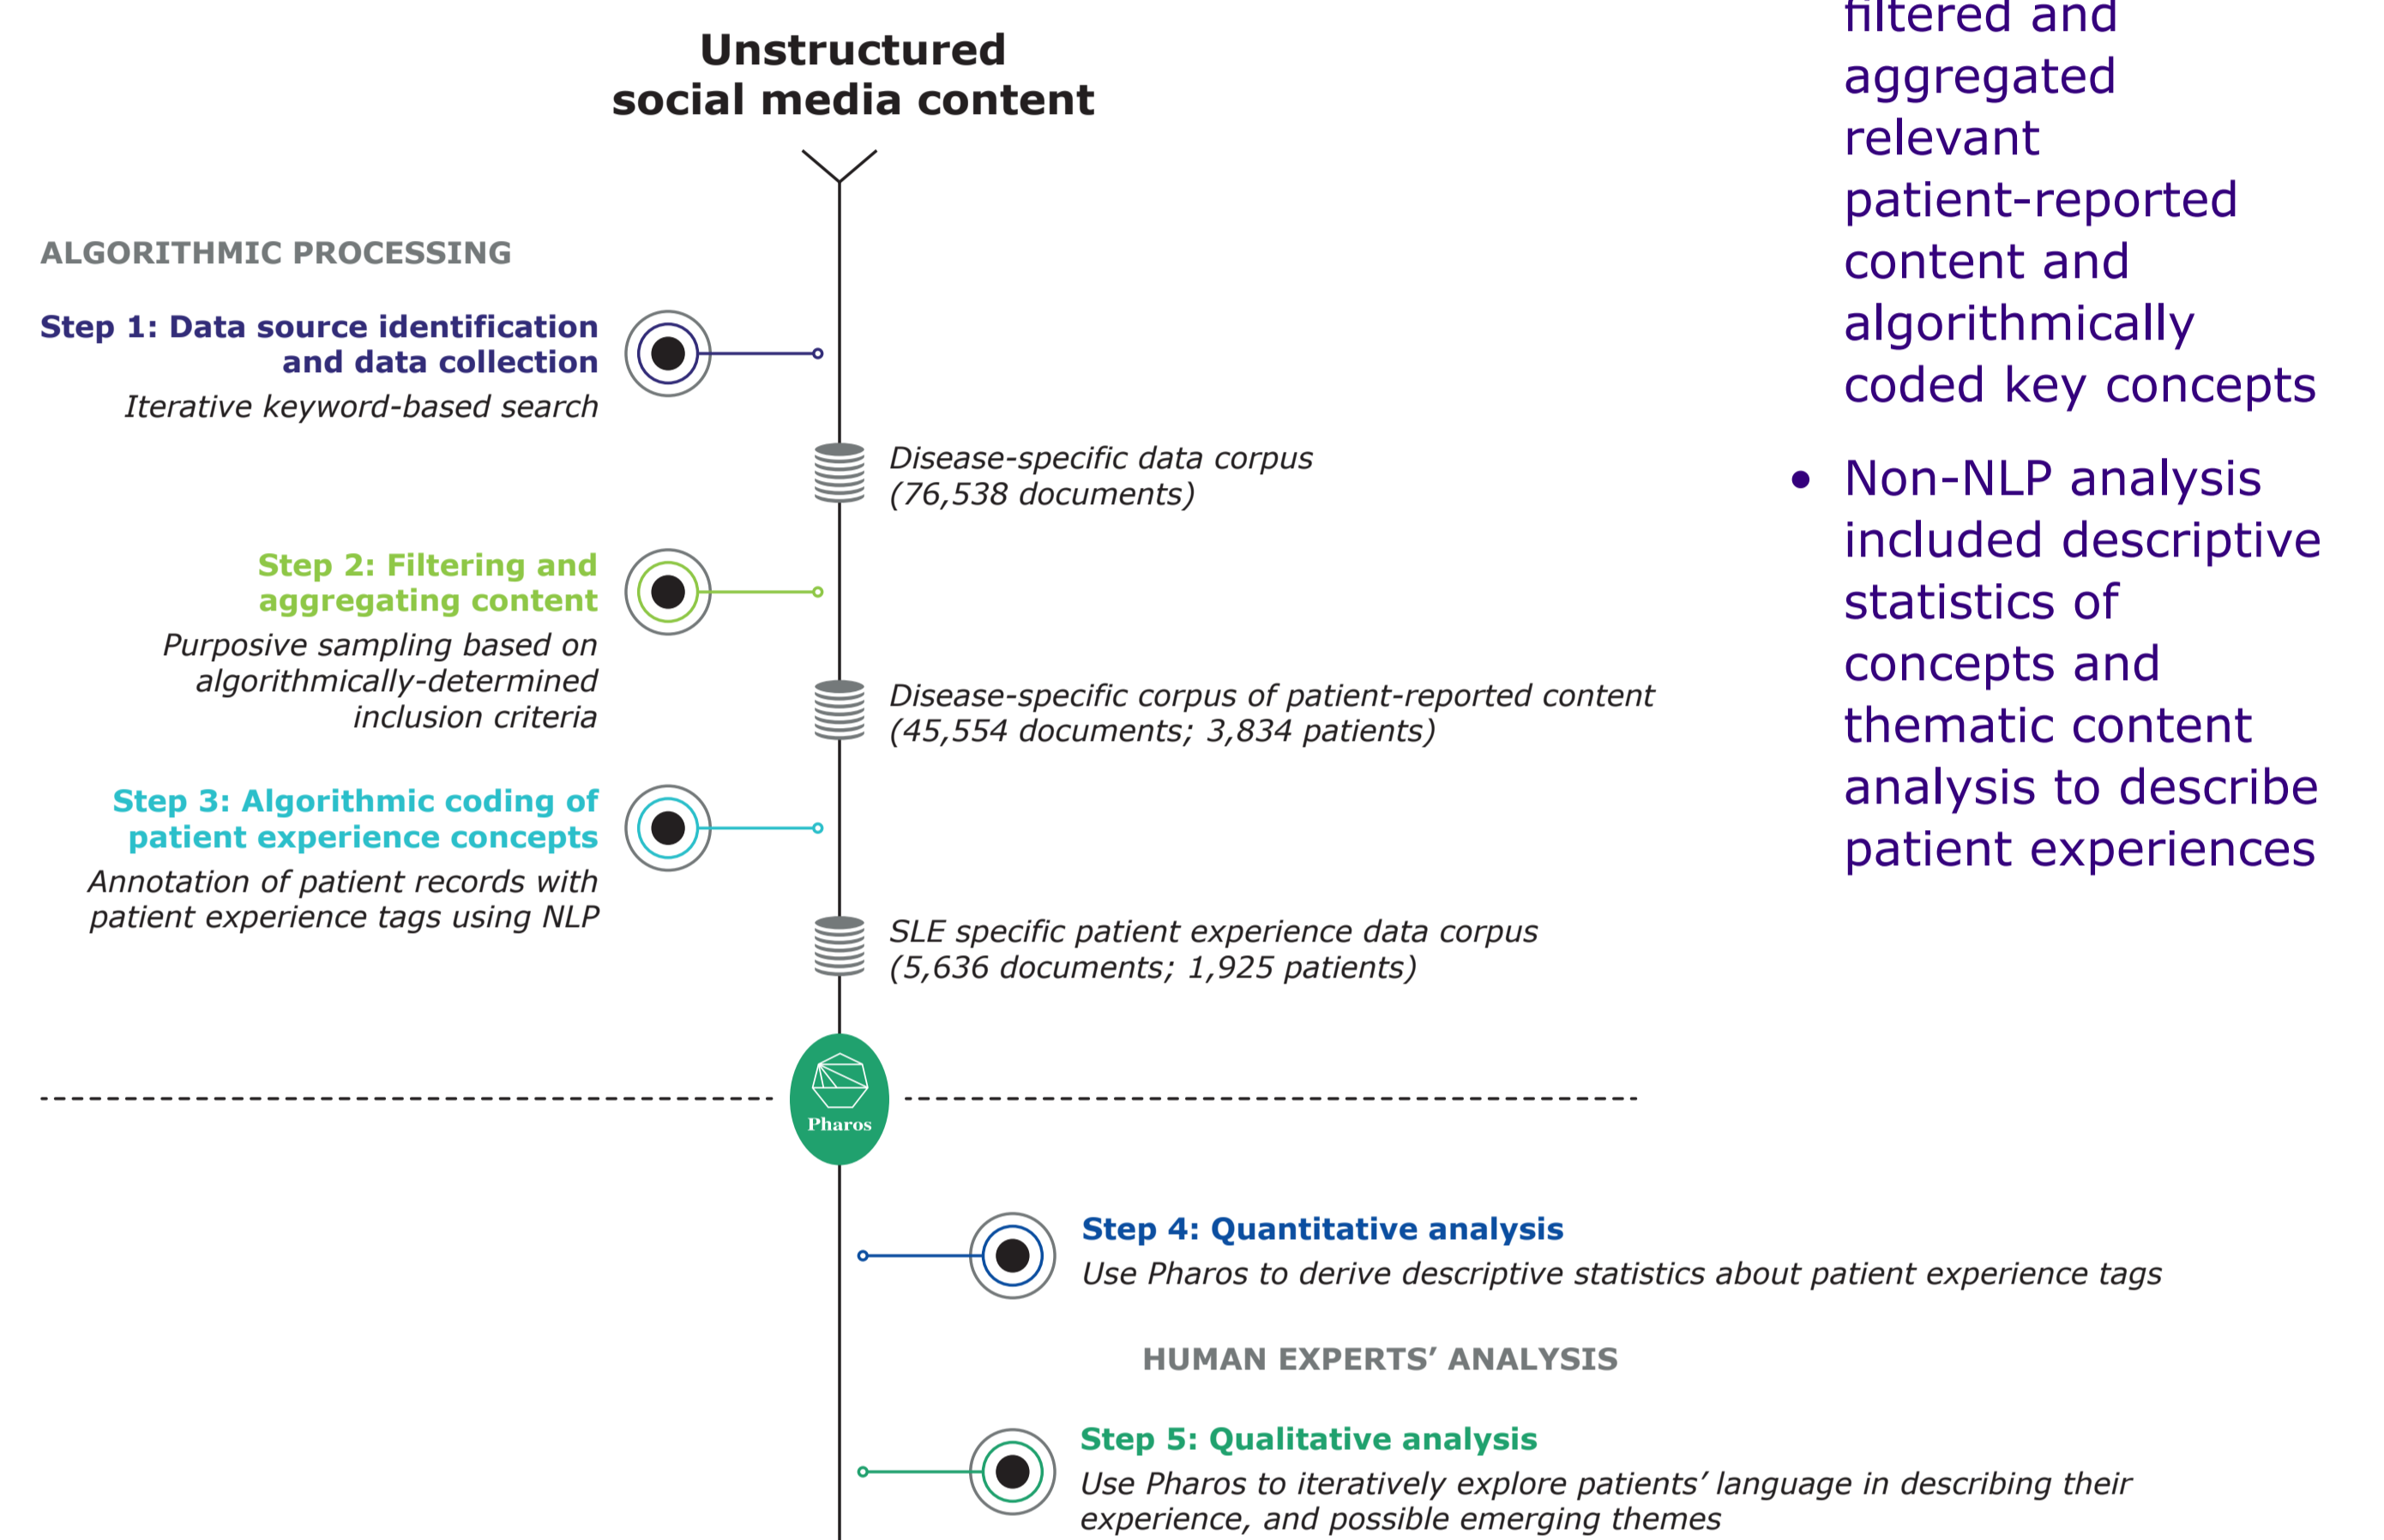 Unstructured
social media content
ALGORITHMIC PROCESSING
Step 1: Data source identification
and data collection
Iterative keyword-based search
Disease-specific data corpus
(76,538 documents)
Step 2: Filtering and
aggregating content
Purposive sampling based on
algorithmically-determined
inclusion criteria
Disease-specific corpus of patient-reported content
(45,554 documents; 3,834 patients)
Step 3: Algorithmic coding of
patient experience concepts
Annotation of patient records with
patient experience tags using NLP
SLE specific patient experience data corpus
(5,636 documents; 1,925 patients)
Pharos
Step 4: Quantitative analysis
Use Pharos to derive descriptive statistics about patient experience tags
HUMAN EXPERTS’ ANALYSIS
Step 5: Qualitative analysis
Use Pharos to iteratively explore patients’ language in describing their
experience, and possible emerging themes
filtered and
aggregated
relevant
patient-reported
content and
algorithmically
coded key concepts
• Non-NLP analysis
included descriptive
statistics of
concepts and
thematic content
analysis to describe
patient experiences